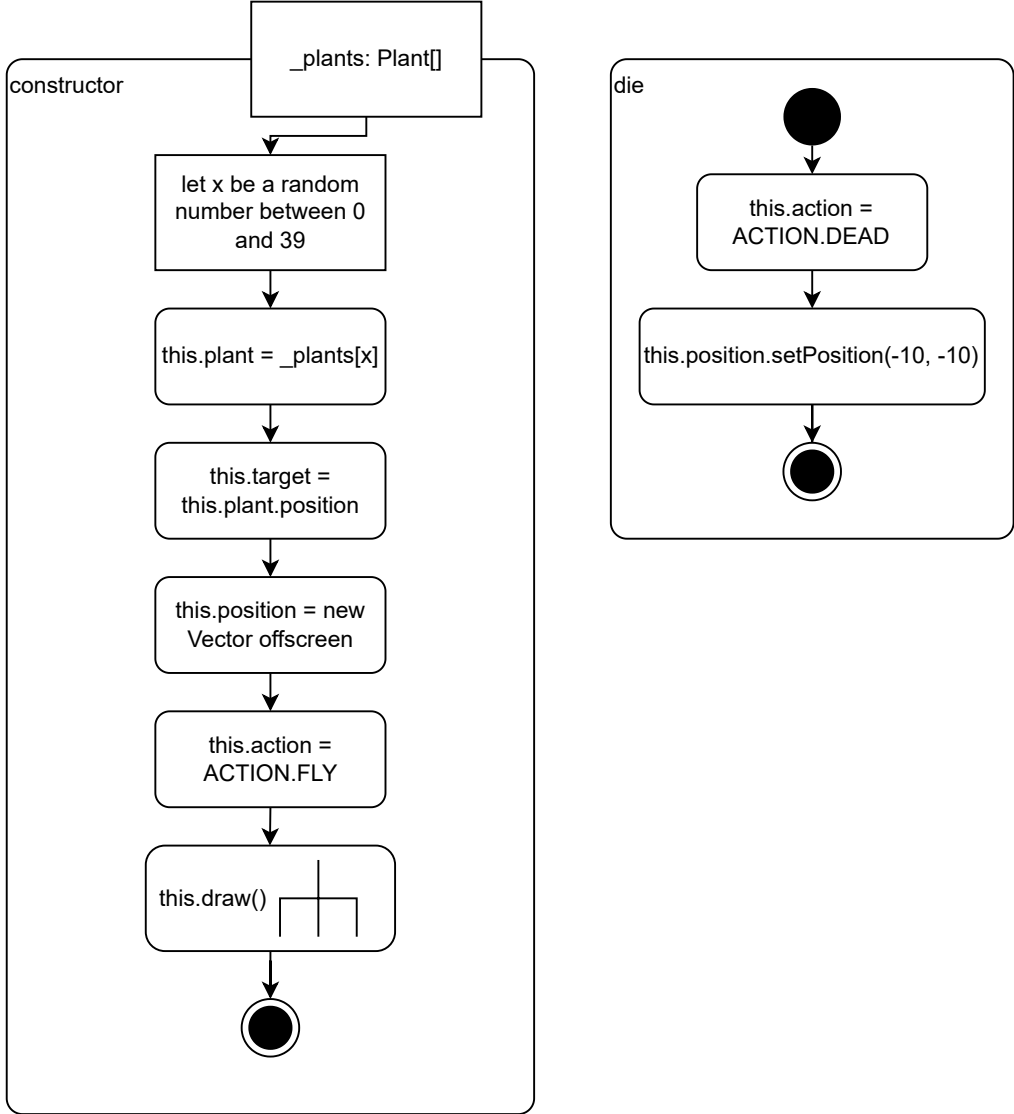 _plants: Plant[]
constructor
let x be a random
number between 0
and 39
this.plant = _plants[x]
this.target =
this.plant.position
this.position = new
Vector offscreen
this.action =
ACTION.FLY
this.draw()
die
this.action =
ACTION.DEAD
this.position.setPosition(-10, -10)